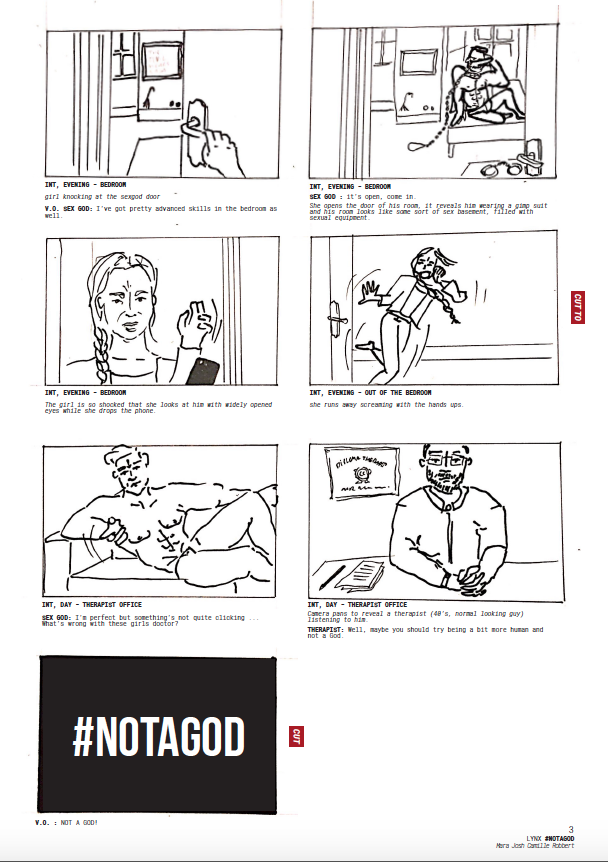 INT, EVENING - BEDROOM
girl knocking at the sexgod door
V.O. SEX GOD: I've got pretty advanced skills in the bedroom as
well.
INT, EVENING - BEDROOM
SEX GOD : it's open, come in.
She opens the door of his room, it reveals him wearing a gimp suit
and his room looks like some sort of sex basement, filled with
sexual equipment.
INT, EVENING - BEDROOM
The girl is so shocked that she looks at him with widely opened
eyes while she drops the phone.
INT, EVENING - OUT OF THE BEDROOM
she runs away screaming with the hands ups.
CUT TO
INT, DAY - THERAPIST OFFICE
SEX GOD: I'm perfect but something's not quite clicking ...
What's wrong with these girls doctor?
INT, DAY - THERAPIST OFFICE
Camera pans to reveal a therapist (40's, normal looking guy)
listening to him.
THERAPIST: Well, maybe you should try being a bit more human and
not a God.
#NOTAGOD
CUT
V.O. : NOT A GOD!
3
LYNX #NOTAGOD
Mara Josh Camille Robbert